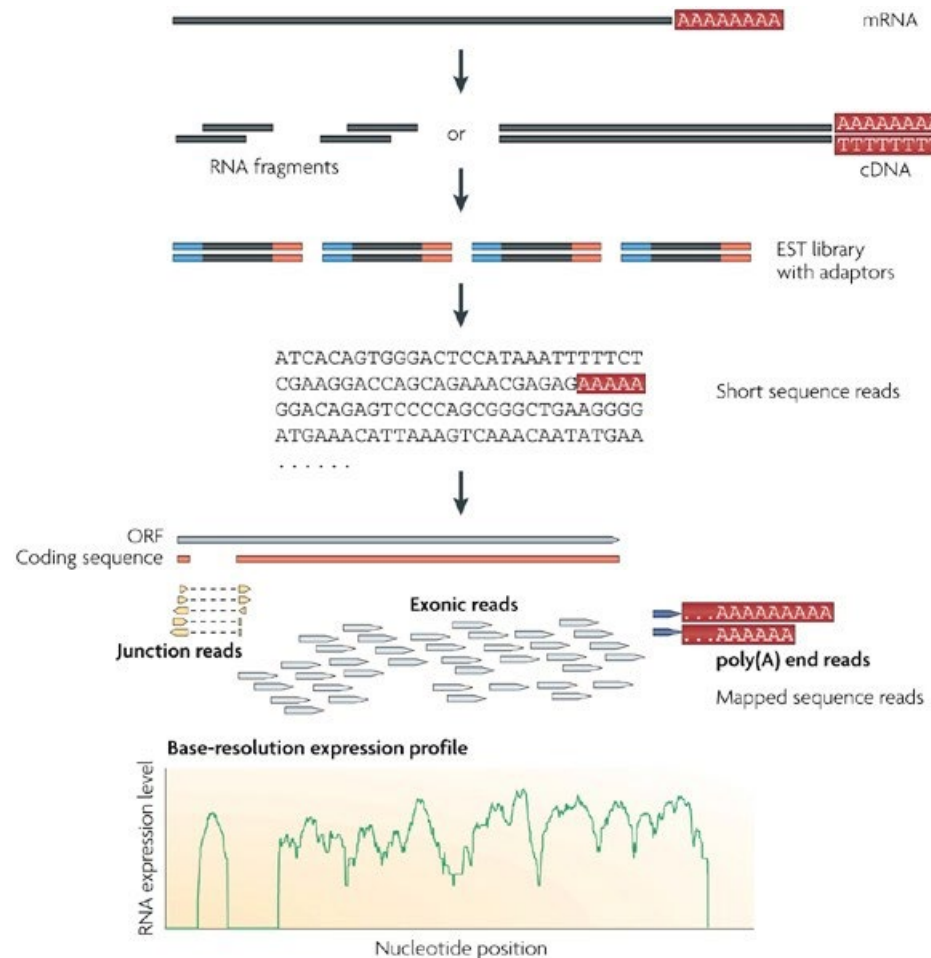 AAAAAAAA mRNA
AAAAAAAA
or
TTTTTTTT
RNA fragments
cDNA
EST library
with adaptors
ATCACAGTGGGACTCCATAAATTTTTCT
CGAAGGACCAGCAGAAACGAGAGAAAAA
Short sequence reads
GGACAGAGTCCCCAGCGGGCTGAAGGGG
ATGAAACATTAAAGTCAAACAATATGAA
. . . . . .
ORF
Coding sequence
Exonic reads
...AAAAAAAAA
...AAAAAA
Junction reads
poly(A) end reads
Mapped sequence reads
Base-resolution expression profile
RNA expression level
Nucleotide position